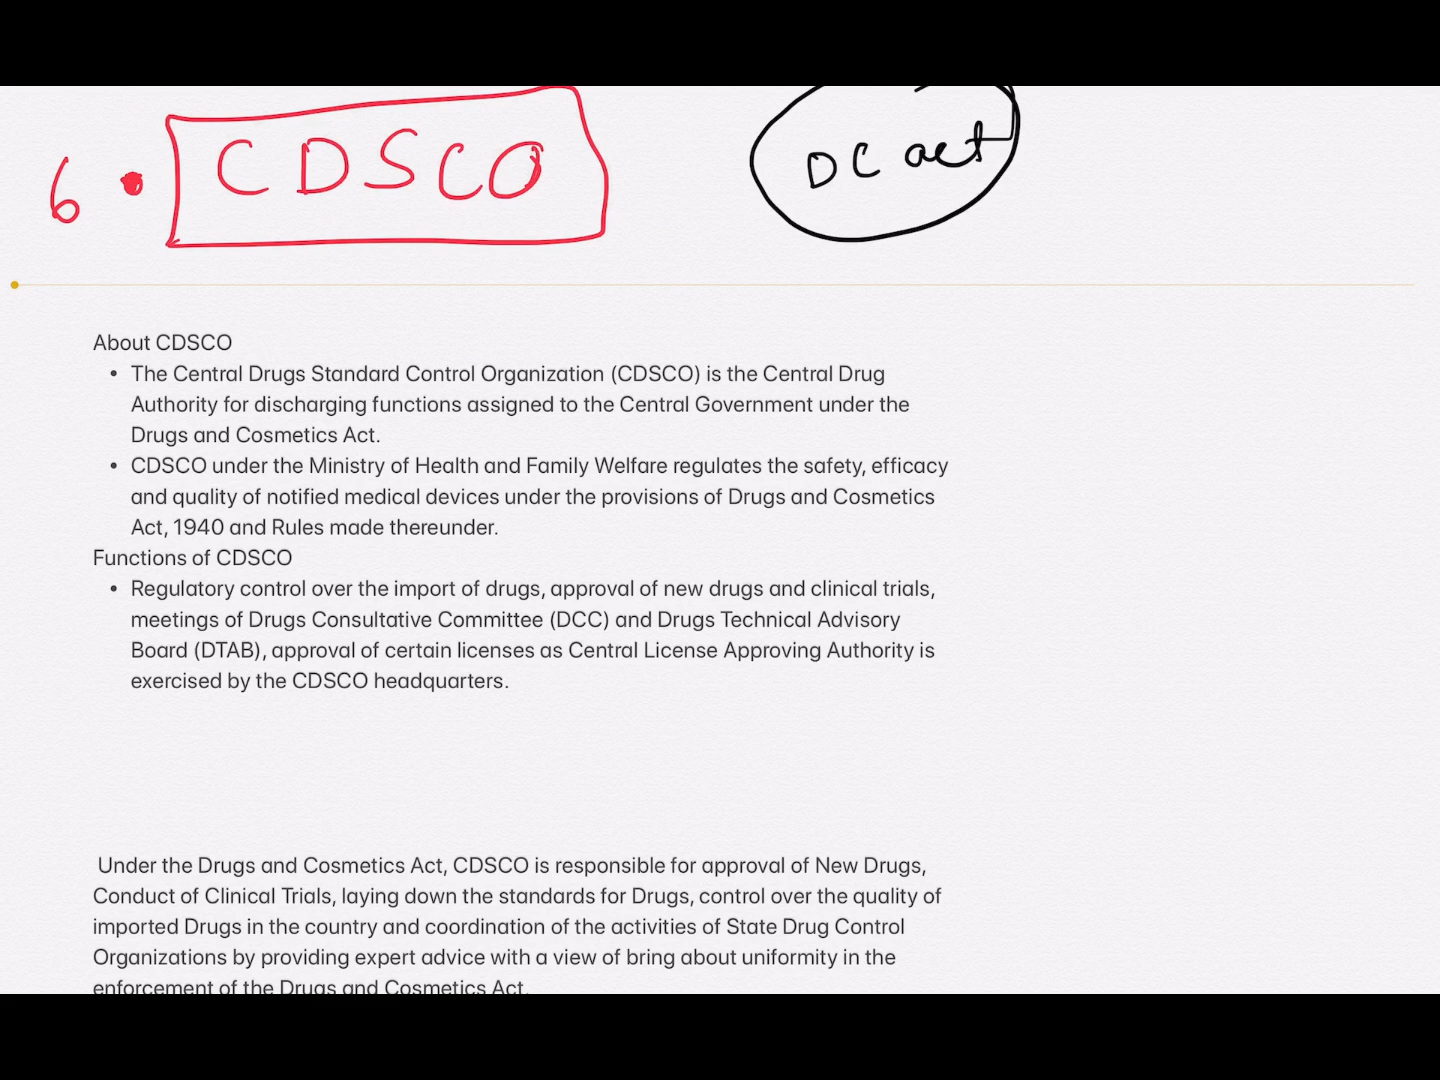 6. CDSCO
DC act
About CDSCO
• The Central Drugs Standard Control Organization (CDSCO) is the Central Drug
Authority for discharging functions assigned to the Central Government under the
Drugs and Cosmetics Act.
• CDSCO under the Ministry of Health and Family Welfare regulates the safety, efficacy
and quality of notified medical devices under the provisions of Drugs and Cosmetics
Act, 1940 and Rules made thereunder.
Functions of CDSCO
• Regulatory control over the import of drugs, approval of new drugs and clinical trials,
meetings of Drugs Consultative Committee (DCC) and Drugs Technical Advisory
Board (DTAB), approval of certain licenses as Central License Approving Authority is
exercised by the CDSCO headquarters.
Under the Drugs and Cosmetics Act, CDSCO is responsible for approval of New Drugs,
Conduct of Clinical Trials, laying down the standards for Drugs, control over the quality of
imported Drugs in the country and coordination of the activities of State Drug Control
Organizations by providing expert advice with a view of bring about uniformity in the
enforcement of the Drugs and Cosmetics Act.